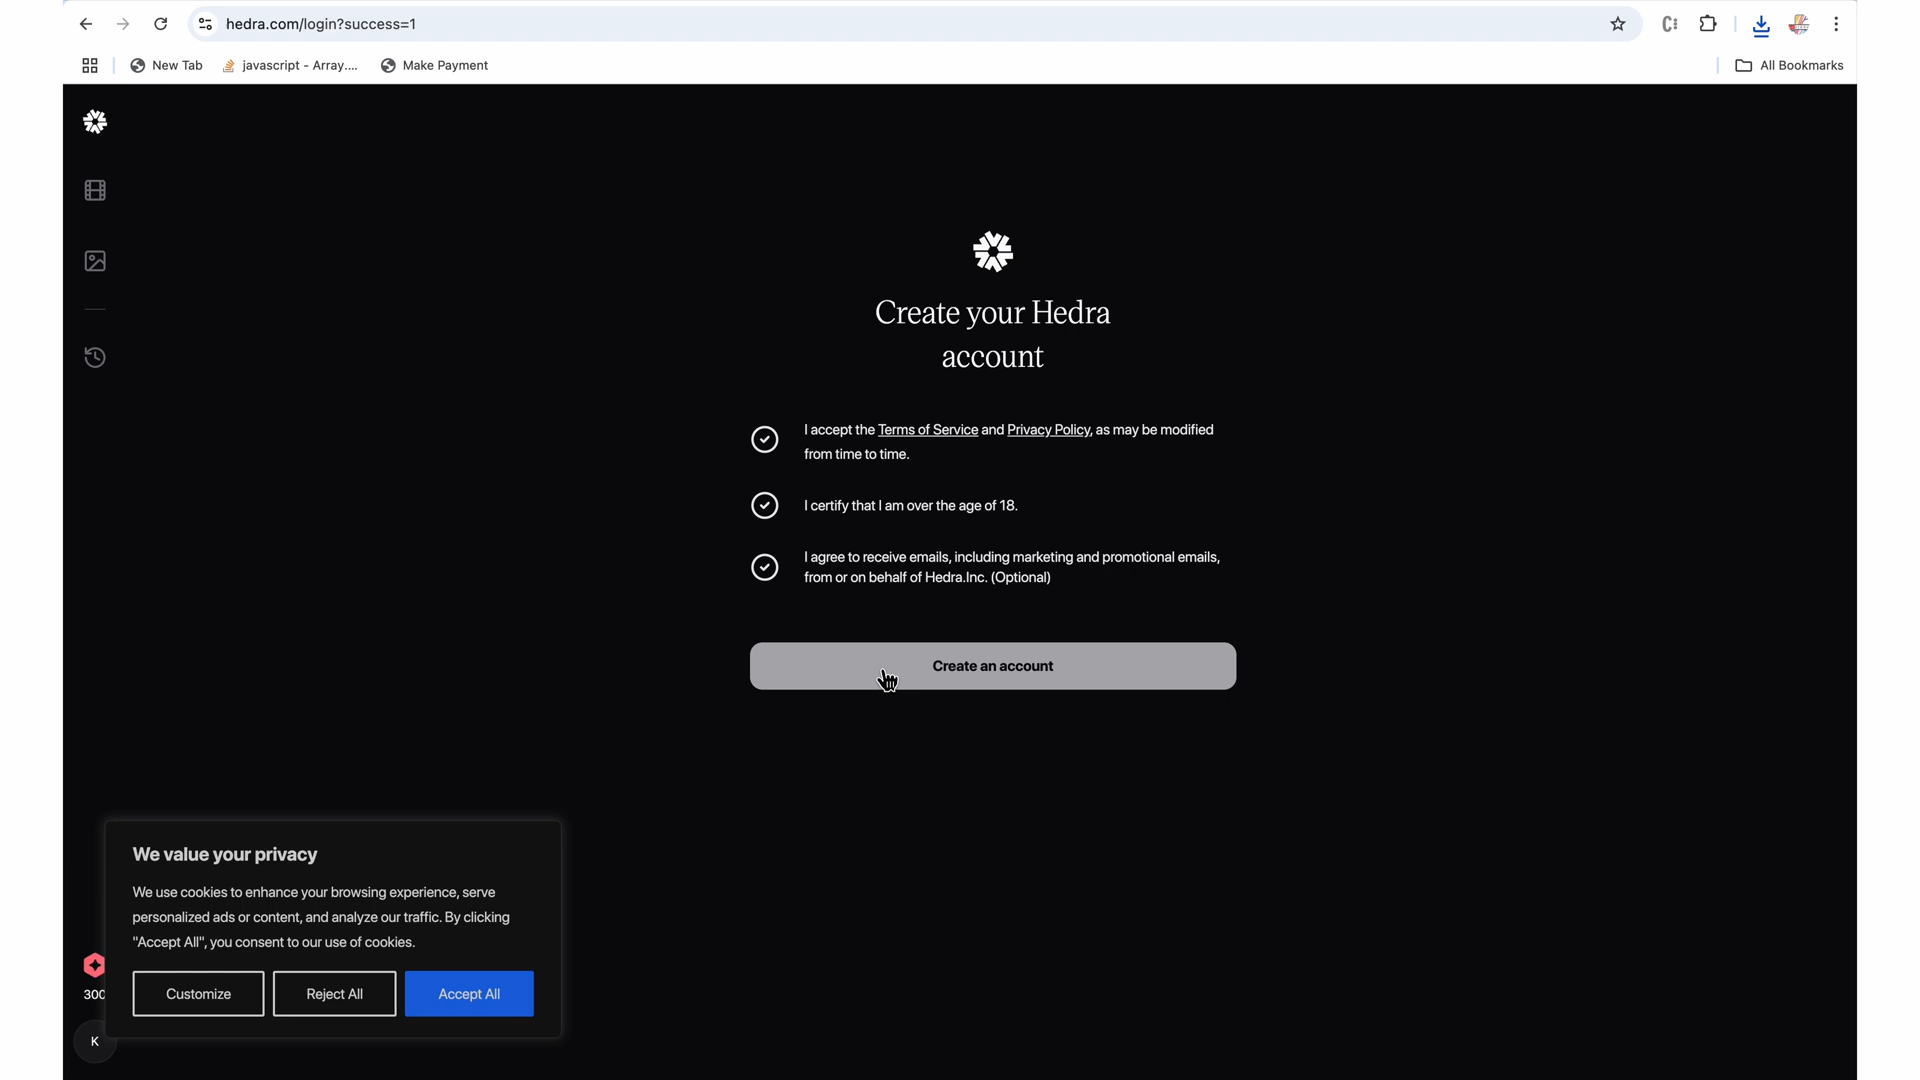 hedra.com/login?success=1
New Tab
javascript - Array....
Make Payment
All Bookmarks
Create your Hedra
account
I accept the Terms of Service and Privacy Policy, as may be modified
from time to time.
I certify that I am over the age of 18.
I agree to receive emails, including marketing and promotional emails,
from or on behalf of Hedra.Inc. (Optional)
Create an account
We value your privacy
We use cookies to enhance your browsing experience, serve
personalized ads or content, and analyze our traffic. By clicking
"Accept All", you consent to our use of cookies.
Customize
Reject All
Accept All
300
K